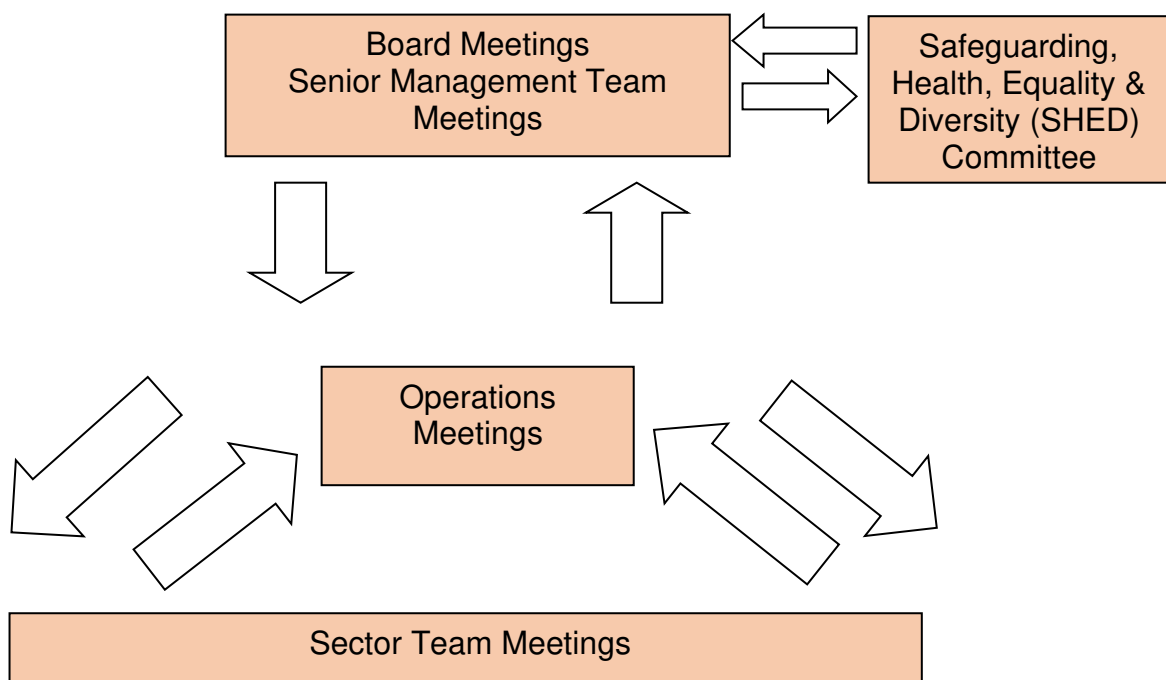 Board Meetings
Senior Management Team
Meetings
Safeguarding,
Health, Equality &
Diversity (SHED)
Committee
Operations
Meetings
Sector Team Meetings